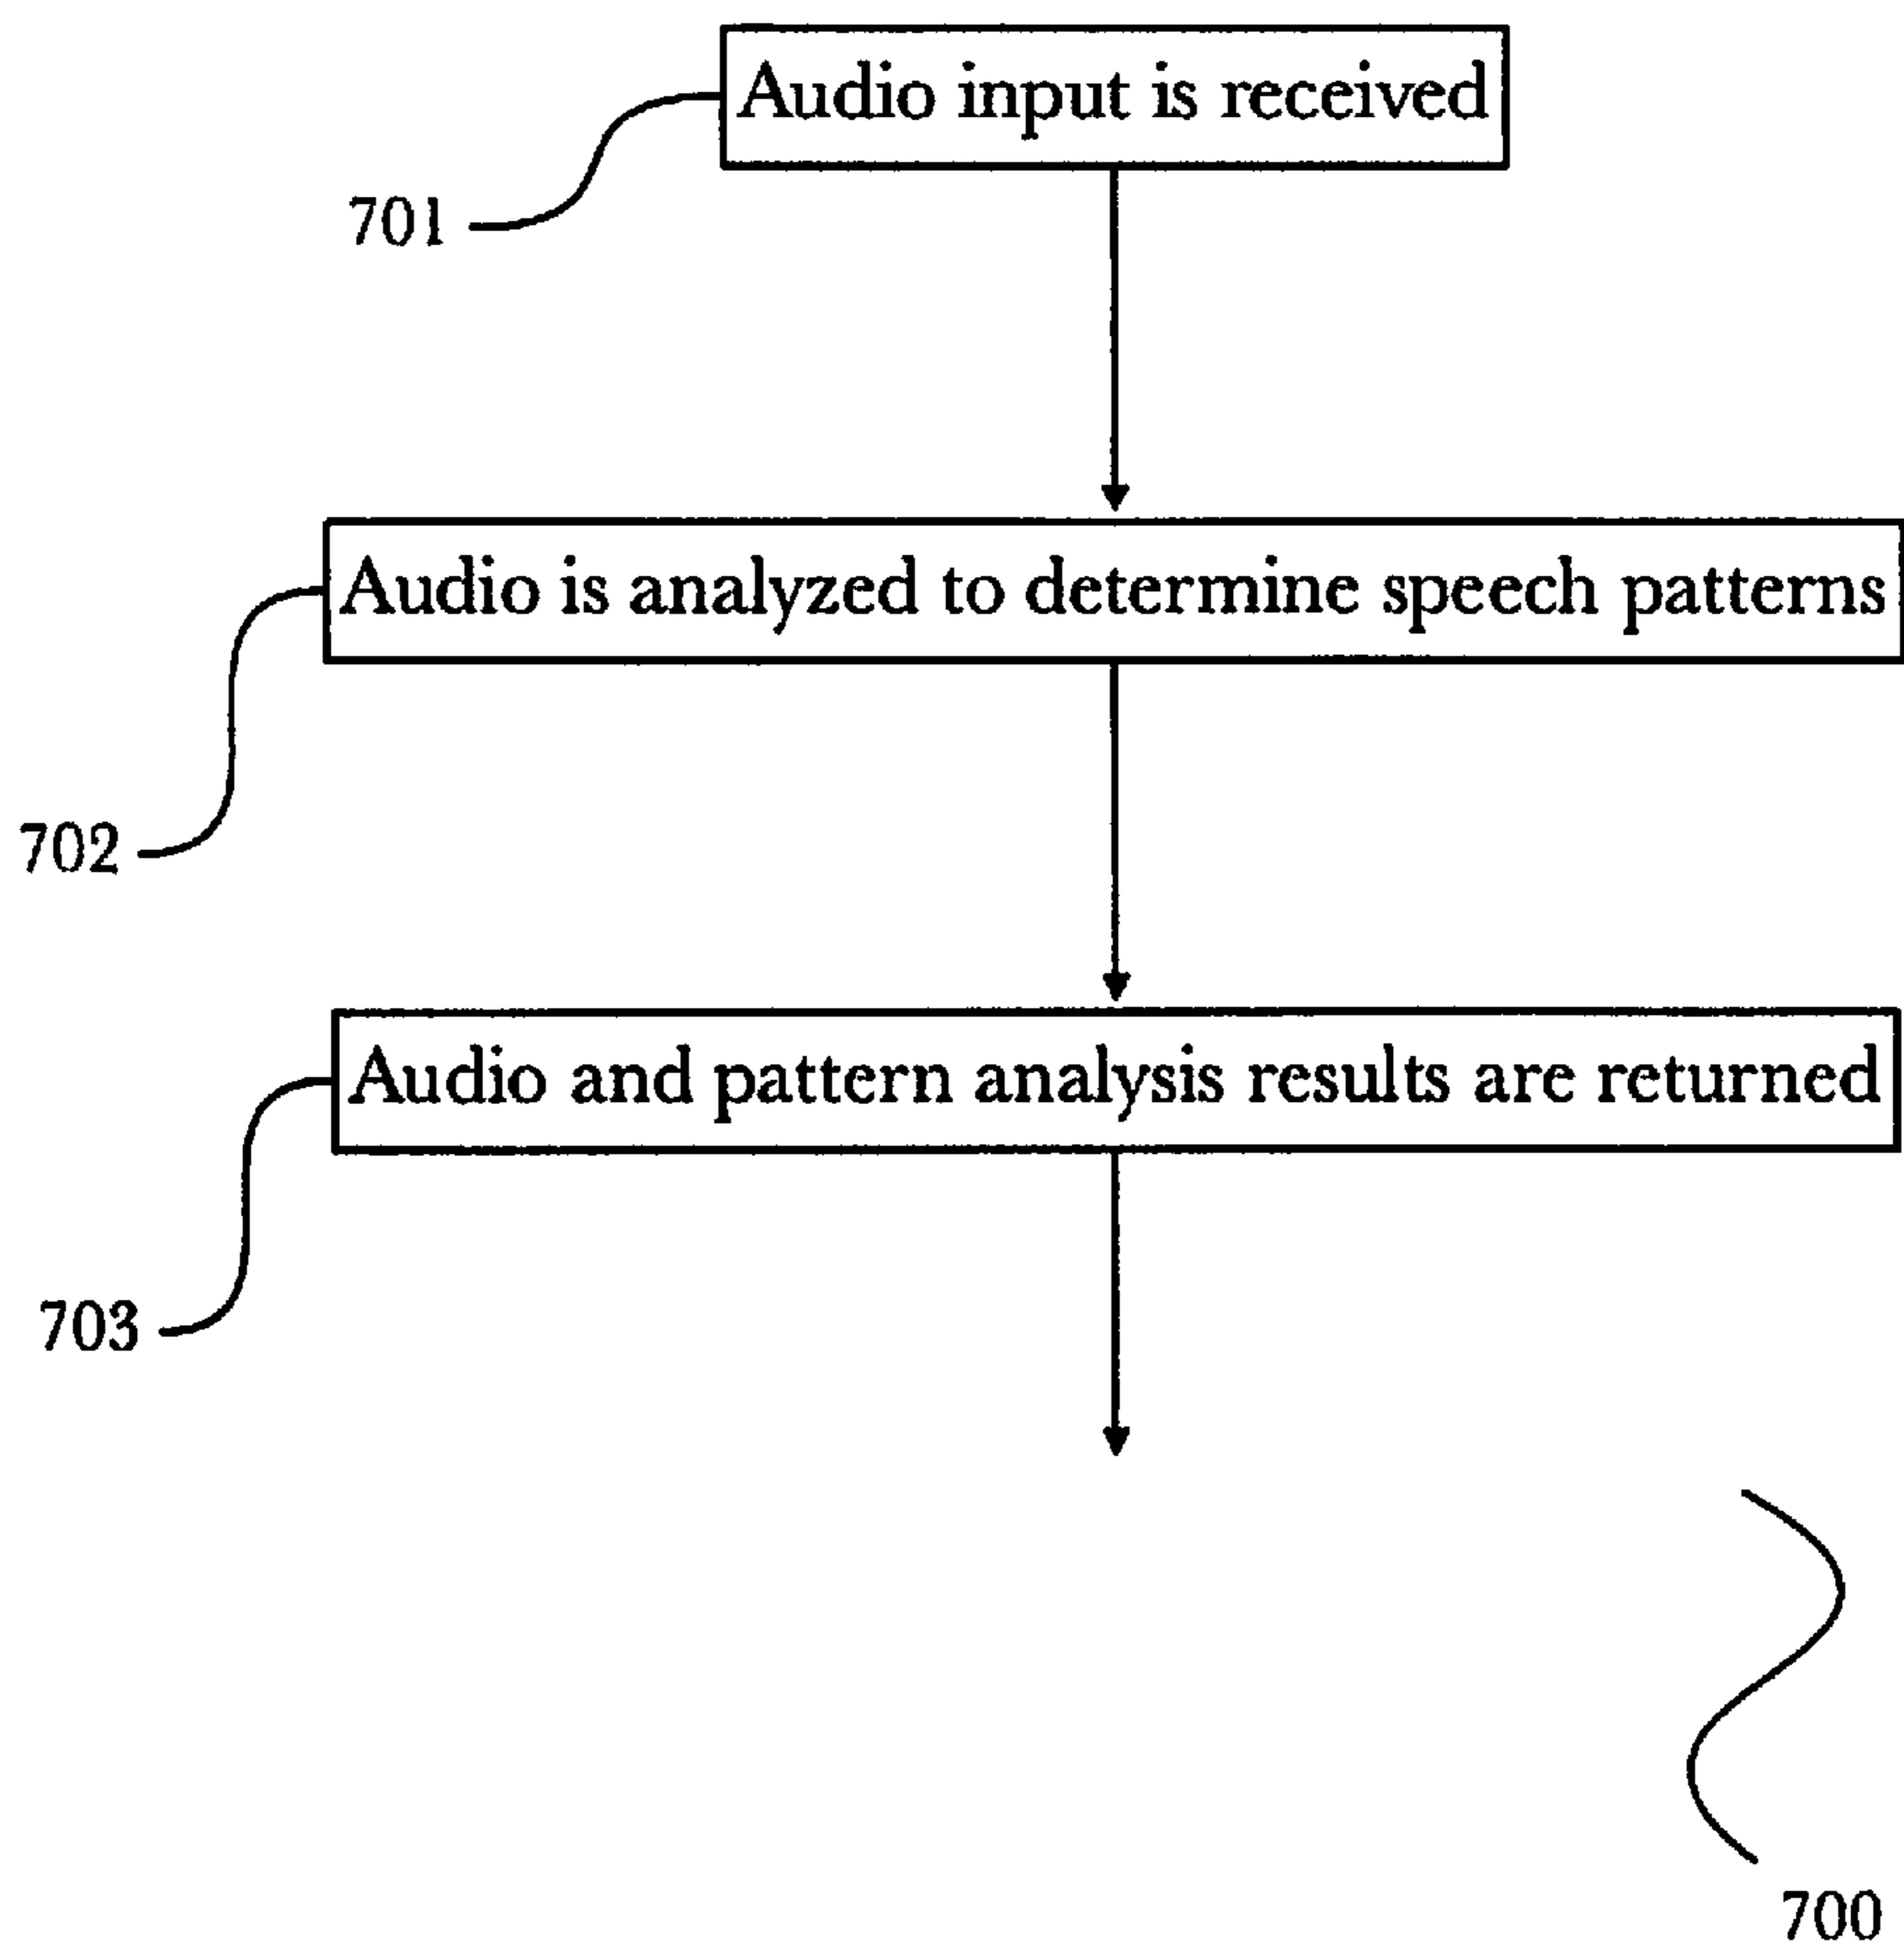 Audio input is received
701
Audio is analyzed to determine speech patterns
702
Audio and pattern analysis results are returned
703
700